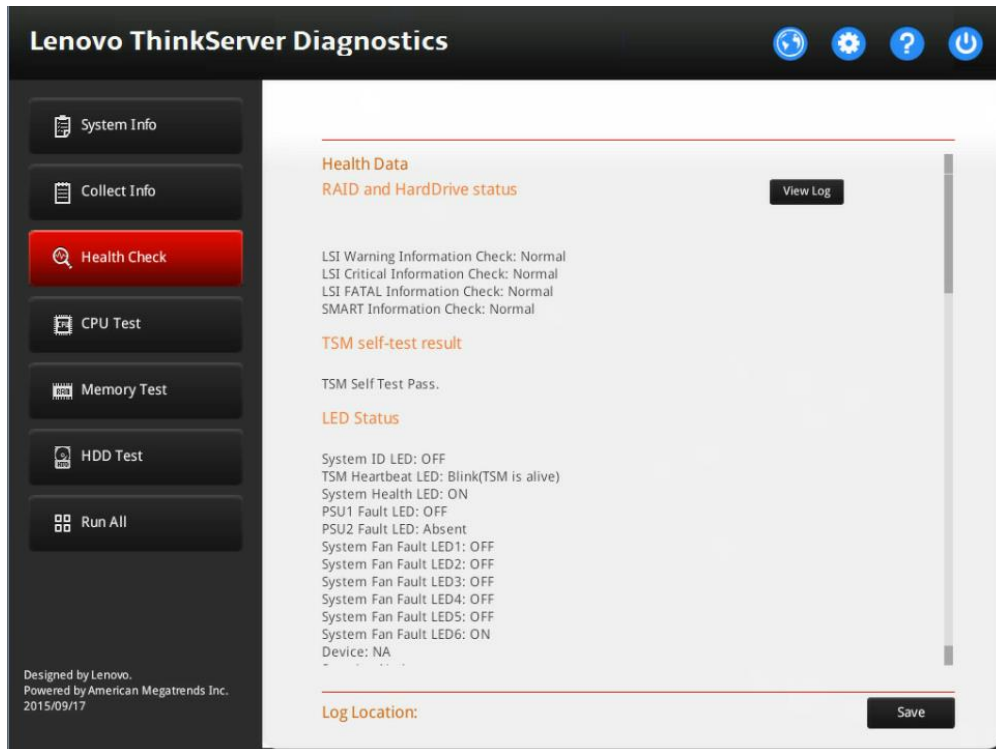 Lenovo ThinkServer Diagnostics
System Info
Collect Info
Health Check
CPU Test
Memory Test
HDD Test
Run All
Designed by Lenovo.
Powered by American Megatrends Inc.
2015/09/17
Health Data
RAID and HardDrive status
View Log
LSI Warning Information Check: Normal
LSI Critical Information Check: Normal
LSI FATAL Information Check: Normal
SMART Information Check: Normal
TSM self-test result
TSM Self Test Pass.
LED Status
System ID LED: OFF
TSM Heartbeat LED: Blink(TSM is alive)
System Health LED: ON
PSU1 Fault LED: OFF
PSU2 Fault LED: Absent
System Fan Fault LED1: OFF
System Fan Fault LED2: OFF
System Fan Fault LED3: OFF
System Fan Fault LED4: OFF
System Fan Fault LED5: OFF
System Fan Fault LED6: ON
Device: NA
Log Location:
Save